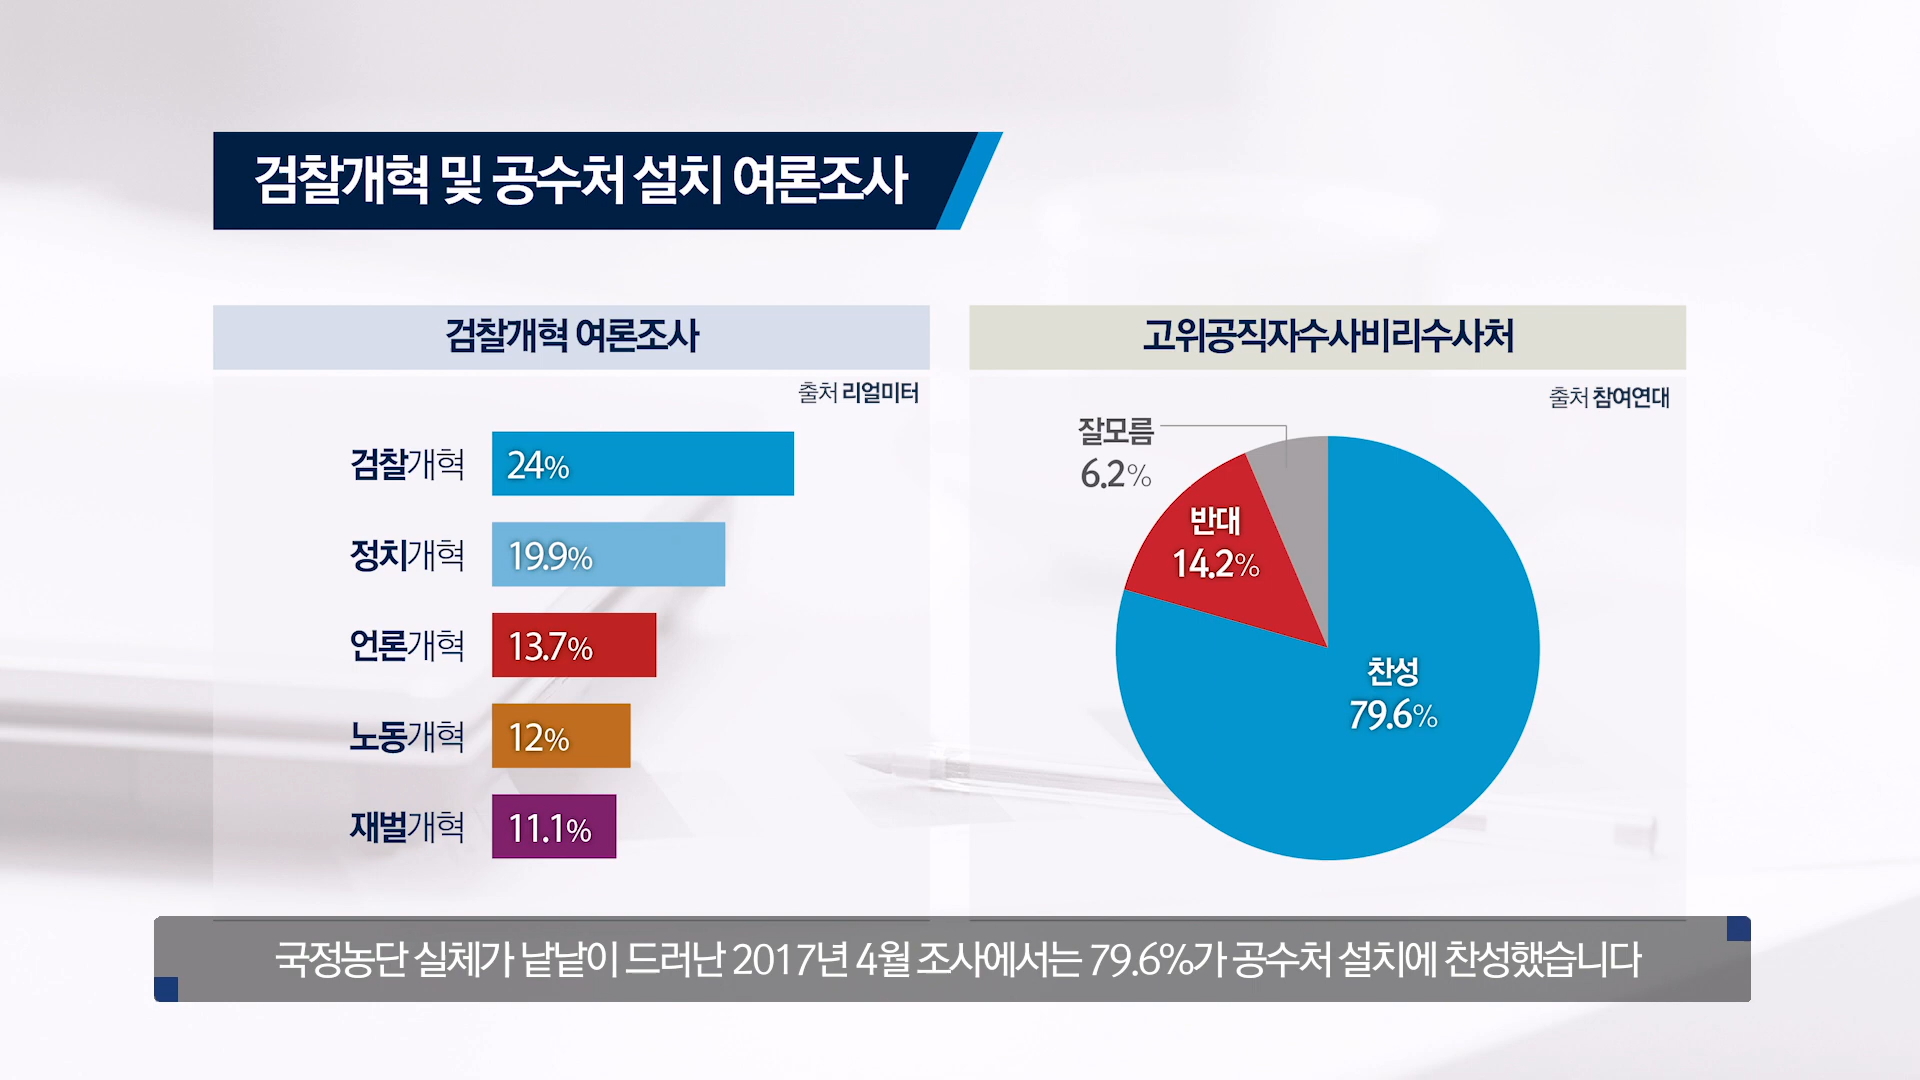 검찰개혁 및 공수처 설치 여론조사
검찰개혁 여론조사
출처 리얼미터
검찰개혁 24%
정치개혁 19.9%
언론개혁 13.7%
노동개혁 12%
재벌개혁 11.1%
고위공직자수사비리수사처
출처 참여연대
잘모름
6.2%
반대
14.2%
찬성
79.6%
국정농단 실체가 낱낱이 드러난 2017년 4월 조사에서는 79.6%가 공수처 설치에 찬성했습니다